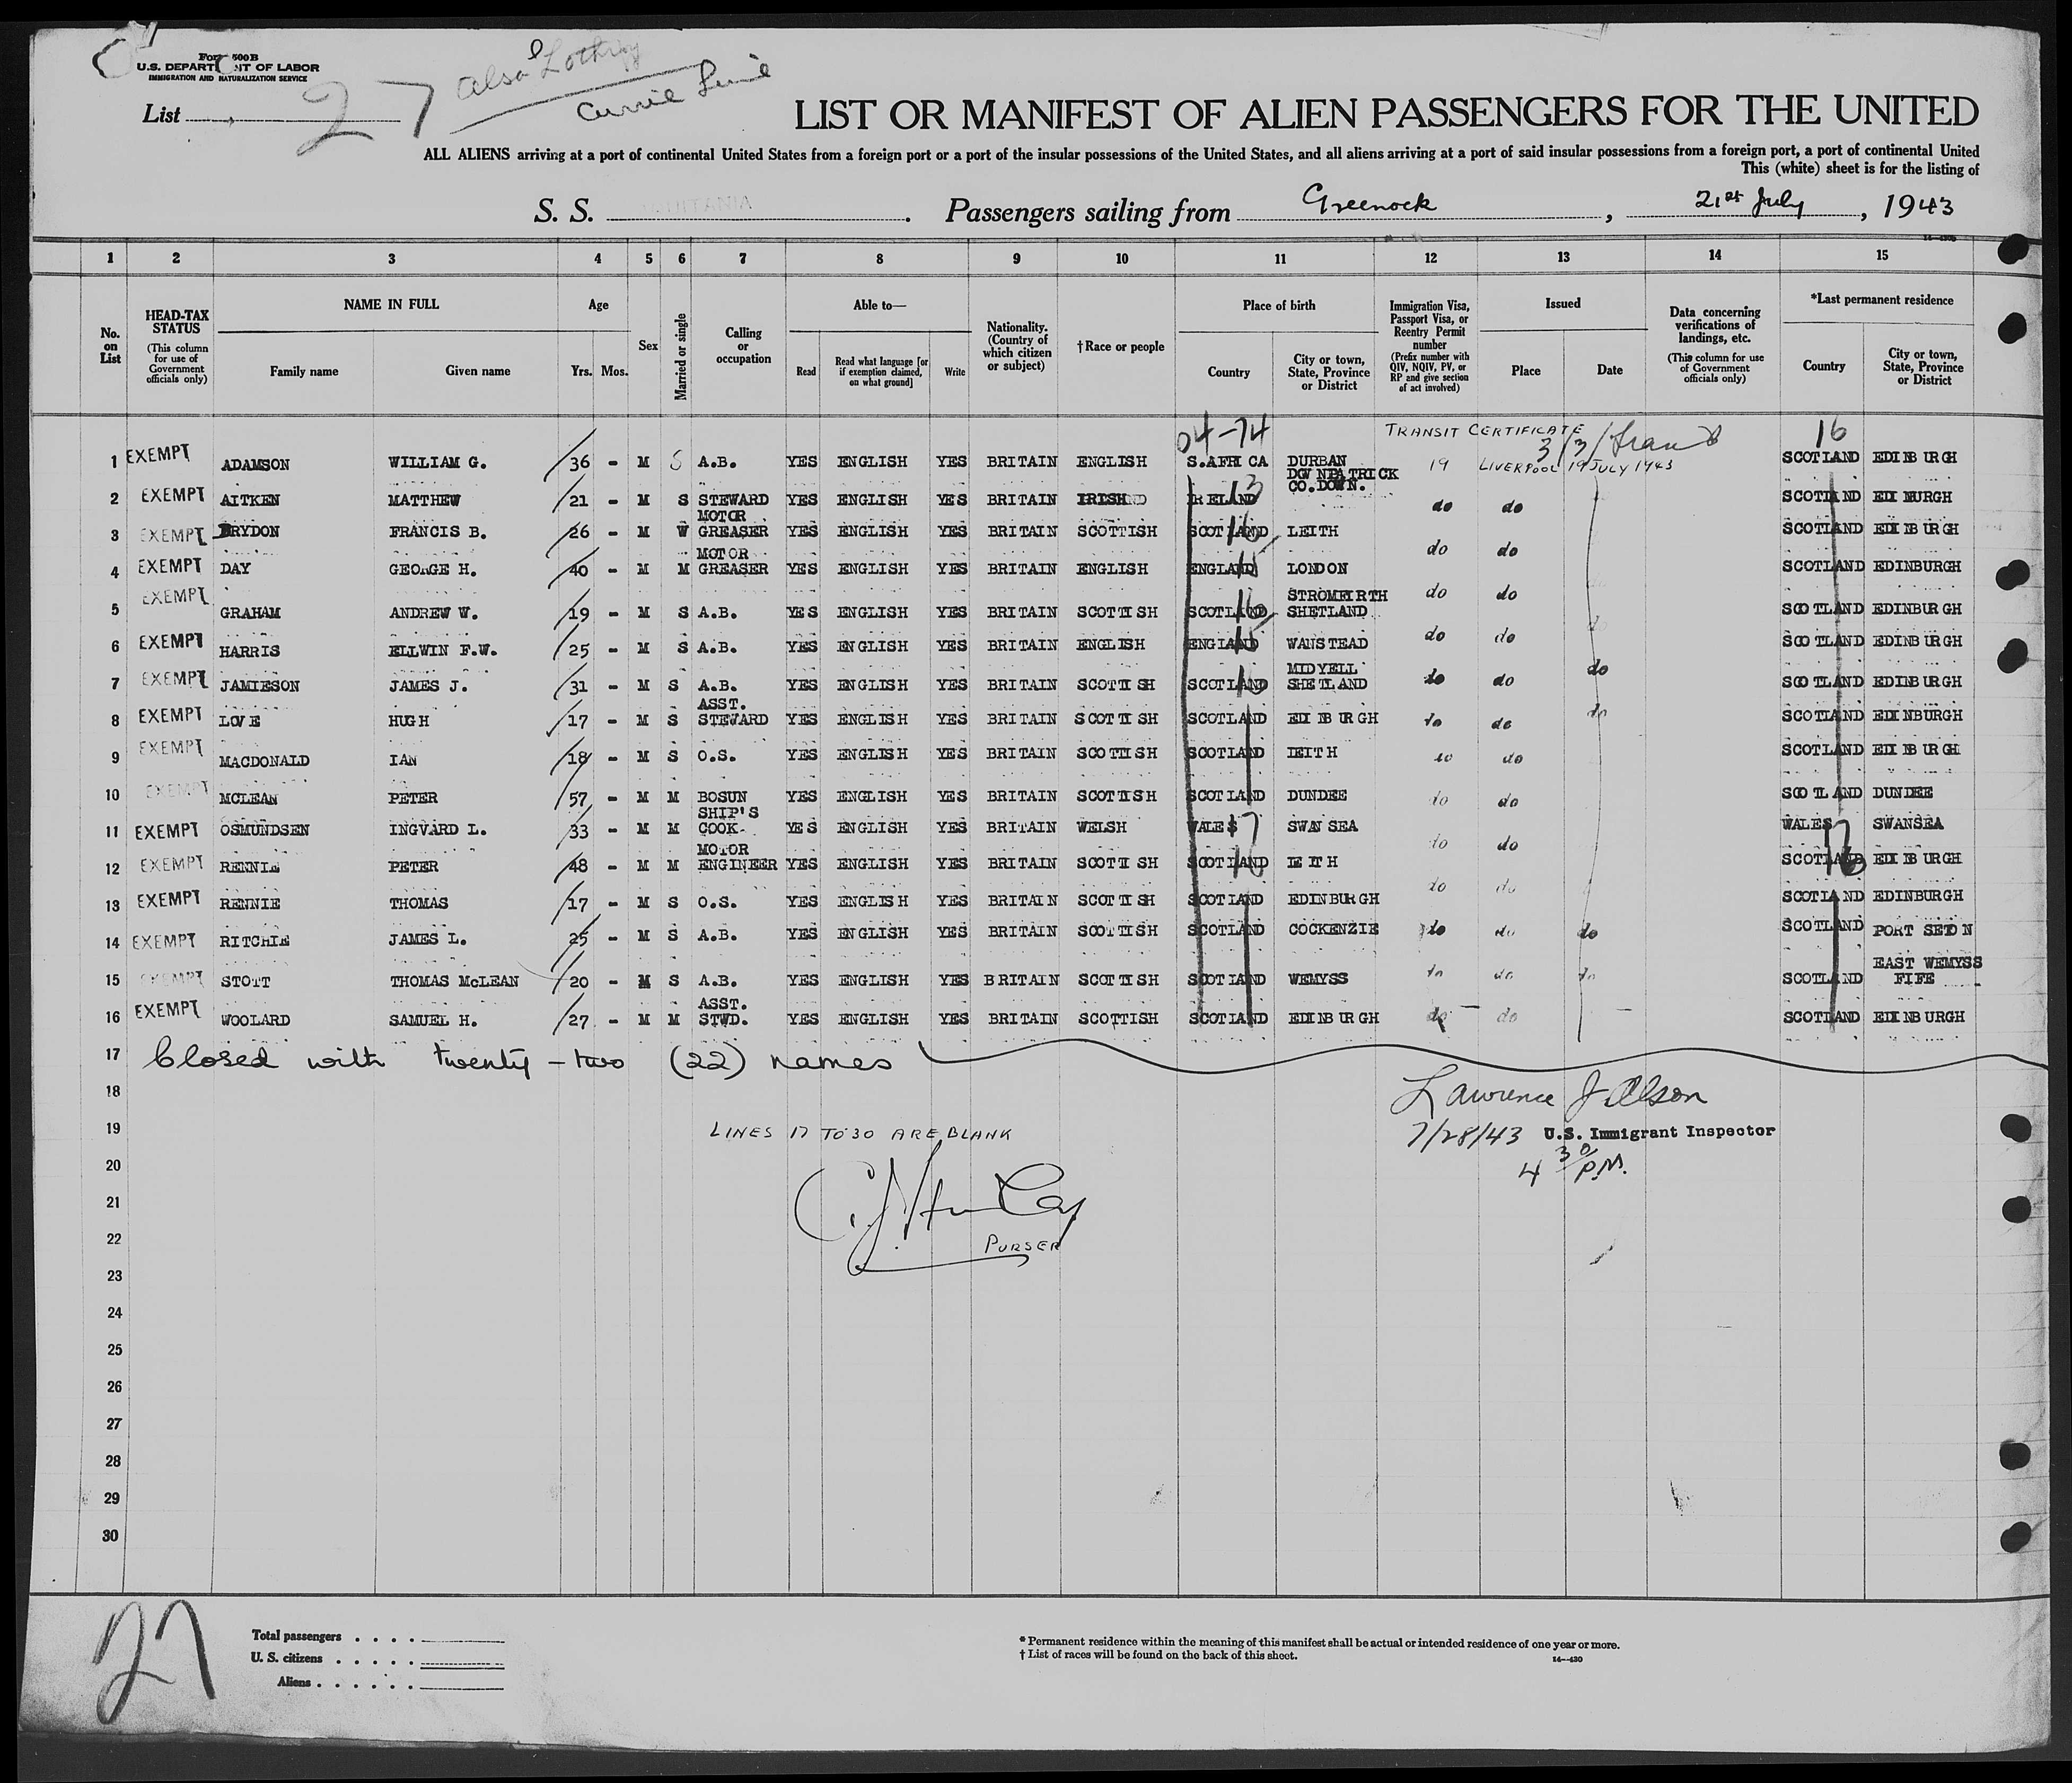 Form 500B
U.S. DEPARTMENT OF LABOR
IMMIGRATION AND NATURALIZATION SERVICE
List 27
also
Currie Line
LIST OR MANIFEST OF ALIEN PASSENGERS FOR THE UNITED
ALL ALIENS arriving at a port of continental United States from a foreign port or a port of the insular possessions of the United States, and all aliens arriving at a port of said insular possessions from a foreign port, a port of continental United
This (white) sheet is for the listing of
S. S. Passengers sailing from Greenock, 21st July, 1943
1 2 3 4 5 6 7 8 9 10 11 12 13 14 15
No. on List
HEAD-TAX STATUS (This column for use of Government officials only)
NAME IN FULL Family name Given name
Age Yrs. Mos.
Sex
Married or single
Calling or occupation
Able to— Read Read what language [or if exemption claimed, on what ground] Write
Nationality. (Country of which citizen or subject)
†Race or people
Place of birth Country City or town, State, Province or District
Immigration Visa, Passport Visa, or Reentry Permit number (Prefix number with QIV, NQIV, PV, or RP and give section of act involved)
Issued Place Date
Data concerning verifications of landings, etc. (This column for use of Government officials only)
*Last permanent residence Country City or town, State, Province or District
04-74 TRANSIT CERTIFICATE 3/3/ 16
1 EXEMPT ADAMSON WILLIAM G. 36 - M S A.B. YES ENGLISH YES BRITAIN ENGLISH S.AFRICA DURBAN 19 LIVERPOOL 19 JULY 1943 SCOTLAND EDINBURGH
2 EXEMPT AITKEN MATTHEW 21 - M S STEWARD YES ENGLISH YES BRITAIN IRISH IRELAND DOWNPATRICK CO.DOWN. do do SCOTLAND EDINBURGH
3 EXEMPT BRYDON FRANCIS B. 26 - M W MOTOR GREASER YES ENGLISH YES BRITAIN SCOTTISH SCOTLAND LEITH do do SCOTLAND EDINBURGH
4 EXEMPT DAY GEORGE H. 40 - M M MOTOR GREASER YES ENGLISH YES BRITAIN ENGLISH ENGLAND LONDON do do SCOTLAND EDINBURGH
5 EXEMPT GRAHAM ANDREW W. 19 - M S A.B. YES ENGLISH YES BRITAIN SCOTTISH SCOTLAND STROMFIRTH SHETLAND do do SCOTLAND EDINBURGH
6 EXEMPT HARRIS ELLWIN F.W. 25 - M S A.B. YES ENGLISH YES BRITAIN ENGLISH ENGLAND WANSTEAD do do do SCOTLAND EDINBURGH
7 EXEMPT JAMIESON JAMES J. 31 - M S A.B. YES ENGLISH YES BRITAIN SCOTTISH SCOTLAND MIDYELL SHETLAND do do do SCOTLAND EDINBURGH
8 EXEMPT LOVE HUGH 17 - M S ASST. STEWARD YES ENGLISH YES BRITAIN SCOTTISH SCOTLAND EDINBURGH do do do SCOTLAND EDINBURGH
9 EXEMPT MACDONALD IAN 18 - M S O.S. YES ENGLISH YES BRITAIN SCOTTISH SCOTLAND LEITH do do SCOTLAND EDINBURGH
10 EXEMPT MCLEAN PETER 57 - M M BOSUN YES ENGLISH YES BRITAIN SCOTTISH SCOTLAND DUNDEE do do SCOTLAND DUNDEE
11 EXEMPT OSMUNDSEN INGVARD L. 33 - M M SHIP'S COOK YES ENGLISH YES BRITAIN WELSH WALES SWANSEA do do WALES SWANSEA
12 EXEMPT RENNIE PETER 48 - M M MOTOR ENGINEER YES ENGLISH YES BRITAIN SCOTTISH SCOTLAND LEITH do do SCOTLAND EDINBURGH
13 EXEMPT RENNIE THOMAS 17 - M S O.S. YES ENGLISH YES BRITAIN SCOTTISH SCOTLAND EDINBURGH SCOTLAND EDINBURGH
14 EXEMPT RITCHIE JAMES L. 25 - M S A.B. YES ENGLISH YES BRITAIN SCOTTISH SCOTLAND COCKENZIE do do do SCOTLAND PORT SETON
15 EXEMPT STOTT THOMAS McLEAN 20 - M S A.B. YES ENGLISH YES BRITAIN SCOTTISH SCOTLAND WEMYSS do do do SCOTLAND EAST WEMYSS FIFE
16 EXEMPT WOOLARD SAMUEL H. 27 - M M ASST. STWD. YES ENGLISH YES BRITAIN SCOTTISH SCOTLAND EDINBURGH do do SCOTLAND EDINBURGH
17 Closed with twenty-two (22) names
18 Lawrence J. Olson
19 LINES 17 TO 30 ARE BLANK 7/28/43 U.S. Immigrant Inspector
20 4 30 P.M.
21
22 PURSER
23
24
25
26
27
28
29
30
27
Total passengers
U. S. citizens
Aliens
* Permanent residence within the meaning of this manifest shall be actual or intended residence of one year or more.
† List of races will be found on the back of this sheet. 14—430